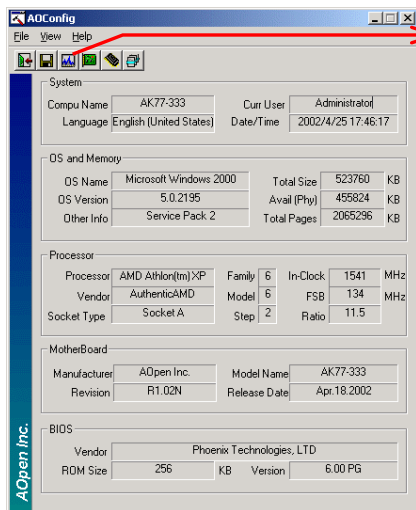 AOConfig
File View Help
System
Compu Name AK77-333 Curr User Administrator
Language English (United States) Date/Time 2002/4/25 17:46:17
OS and Memory
OS Name Microsoft Windows 2000 Total Size 523760 KB
OS Version 5.0.2195 Avail (Phy) 455824 KB
Other Info Service Pack 2 Total Pages 2065296 KB
Processor
Processor AMD Athlon(tm) XP Family 6 In-Clock 1541 MHz
Vendor AuthenticAMD Model 6 FSB 134 MHz
Socket Type Socket A Step 2 Ratio 11.5
MotherBoard
Manufacturer AOpen Inc. Model Name AK77-333
Revision R1.02N Release Date Apr.18.2002
BIOS
Vendor Phoenix Technologies, LTD
ROM Size 256 KB Version 6.00 PG
AOpen Inc.